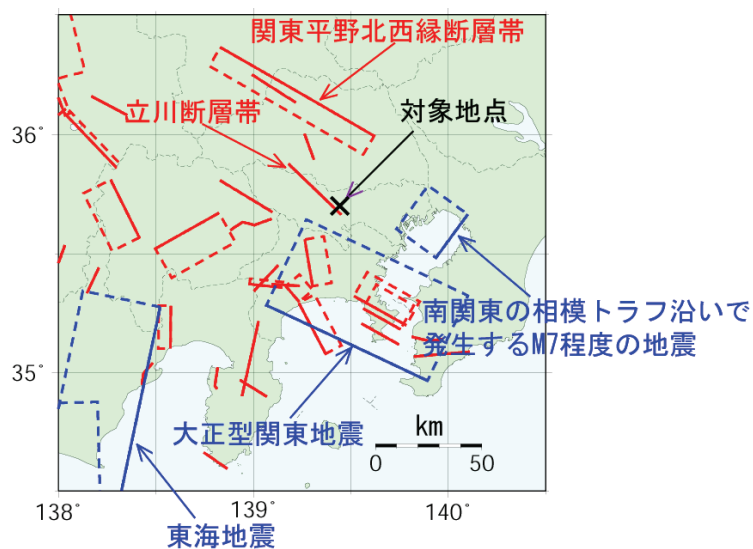 関東平野北西縁断層帯
立川断層帯
対象地点
36°
南関東の相模トラフ沿いで
発生するM7程度の地震
35°
大正型関東地震
km
0 50
138° 139° 140°
東海地震